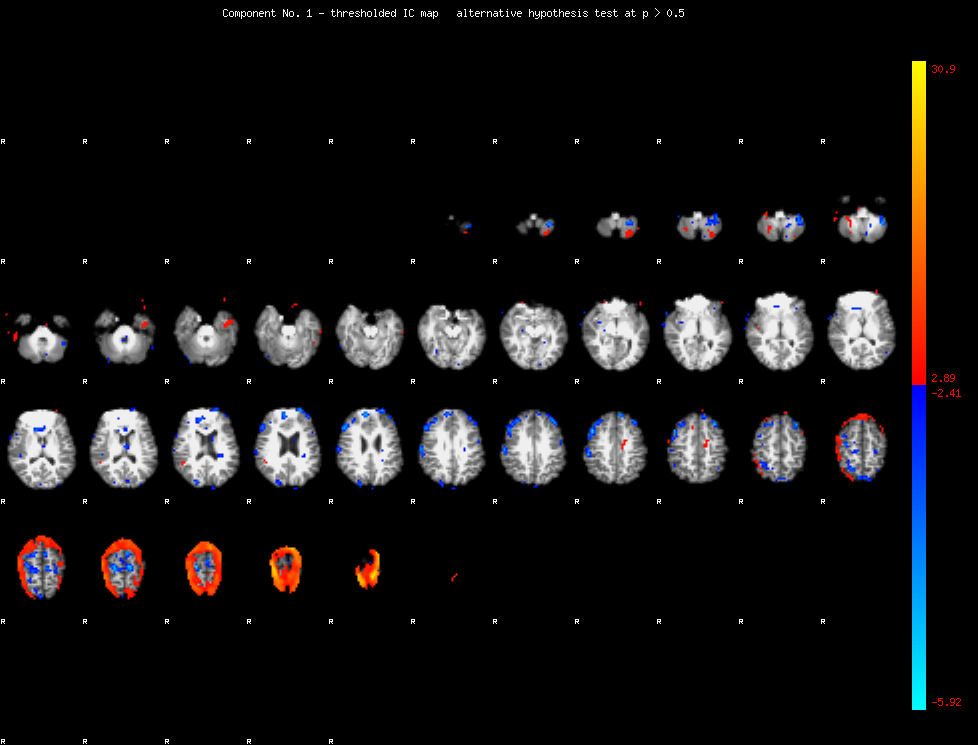 Component No. 1 - thresholded IC map   alternative hypothesis test at p > 0.5
30.9
R R R R R R R R R R R
R R R R R R R R R R R
R R R R R R R R R R R
2.89
-2.41
R R R R R R R R R R R
R R R R R R R R R R R
-5.92
R R R R R